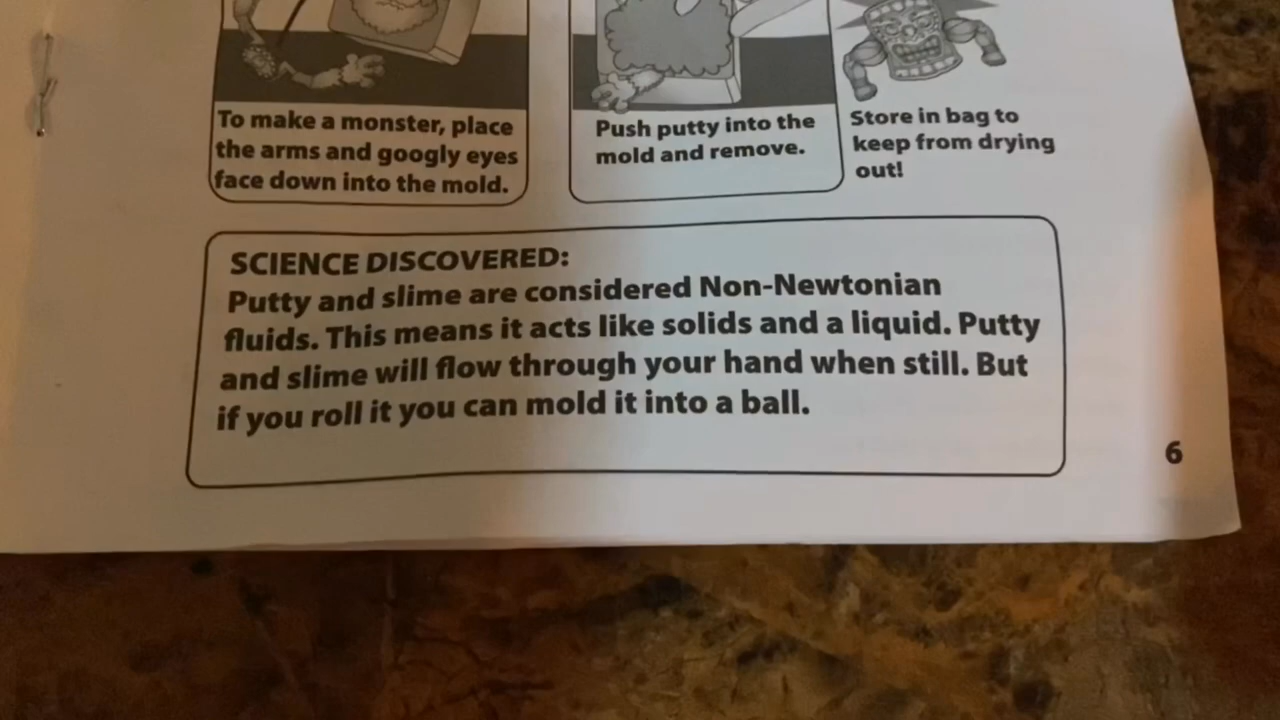 To make a monster, place
the arms and googly eyes
face down into the mold.
Push putty into the
mold and remove.
Store in bag to
keep from drying
out!
SCIENCE DISCOVERED:
Putty and slime are considered Non-Newtonian
fluids. This means it acts like solids and a liquid. Putty
and slime will flow through your hand when still. But
if you roll it you can mold it into a ball.
6